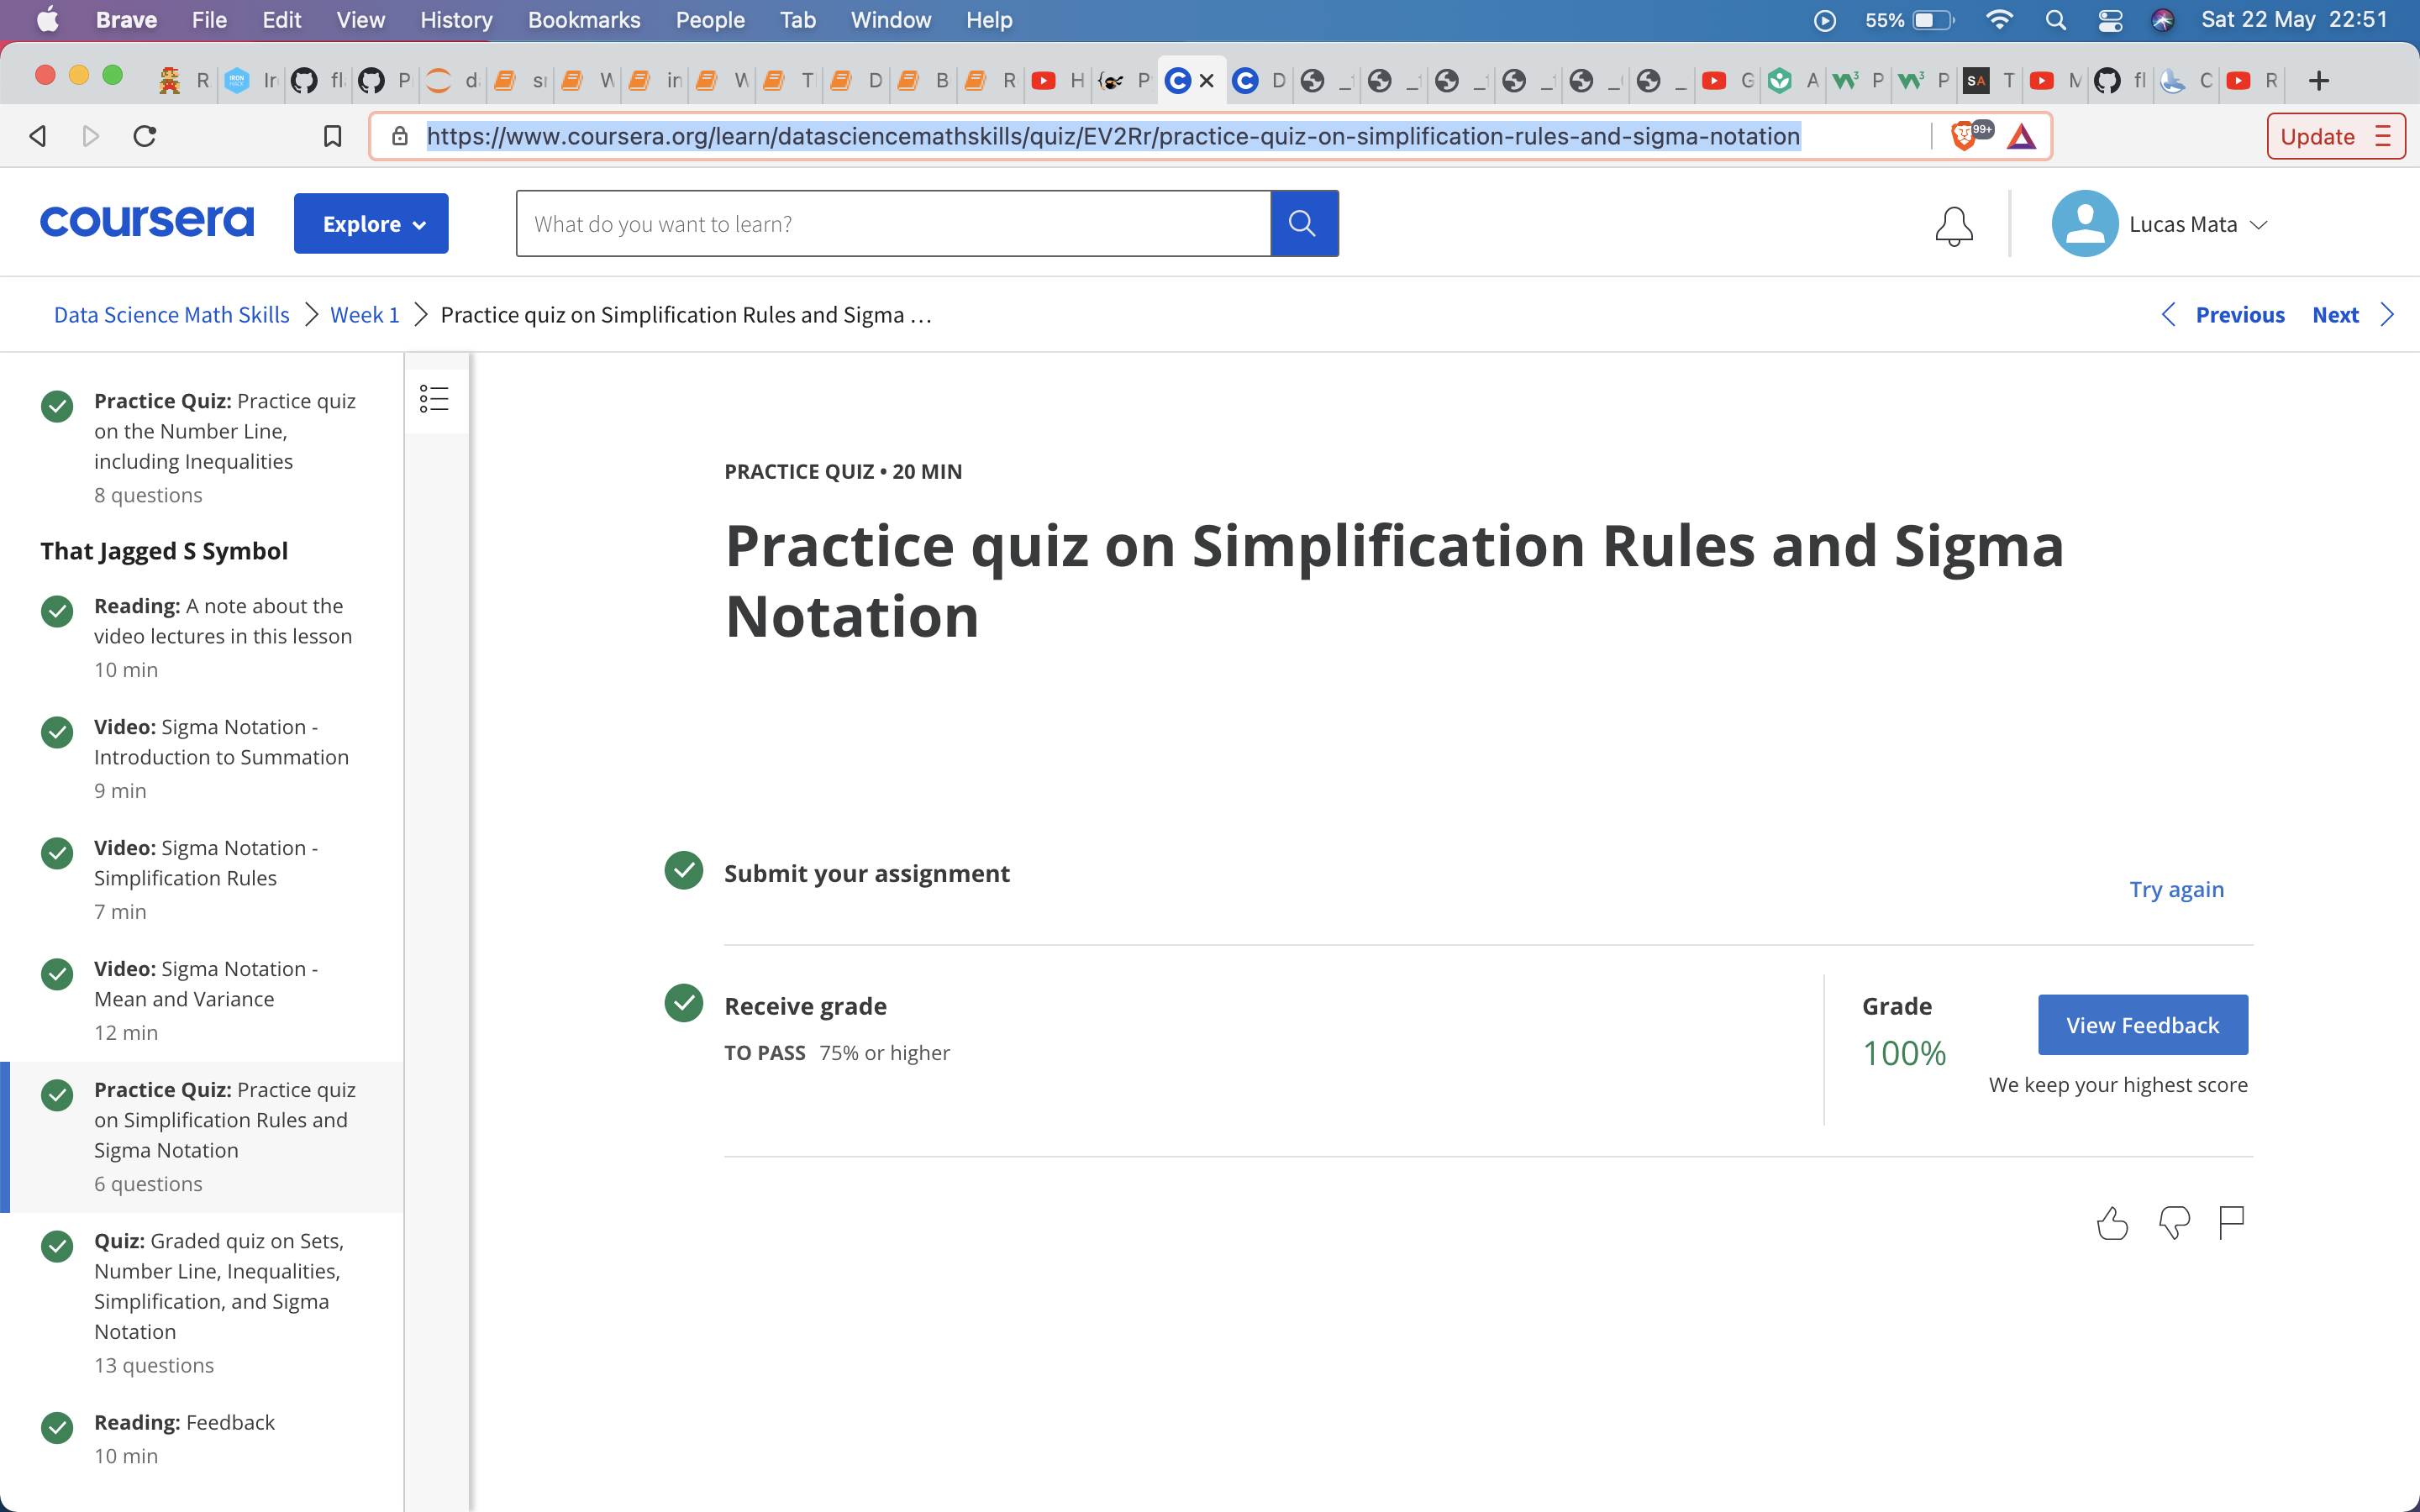 Brave File Edit View History Bookmarks People Tab Window Help 55% Sat 22 May 22:51
R Ir fl P d sr W in W T D B R H P D G A P P SA T M fl C R
https://www.coursera.org/learn/datasciencemathskills/quiz/EV2Rr/practice-quiz-on-simplification-rules-and-sigma-notation 99+ Update
coursera Explore What do you want to learn? Lucas Mata
Data Science Math Skills Week 1 Practice quiz on Simplification Rules and Sigma … Previous Next
Practice Quiz: Practice quiz
on the Number Line,
including Inequalities
8 questions
That Jagged S Symbol
Reading: A note about the
video lectures in this lesson
10 min
Video: Sigma Notation -
Introduction to Summation
9 min
Video: Sigma Notation -
Simplification Rules
7 min
Video: Sigma Notation -
Mean and Variance
12 min
Practice Quiz: Practice quiz
on Simplification Rules and
Sigma Notation
6 questions
Quiz: Graded quiz on Sets,
Number Line, Inequalities,
Simplification, and Sigma
Notation
13 questions
Reading: Feedback
10 min
PRACTICE QUIZ • 20 MIN
Practice quiz on Simplification Rules and Sigma
Notation
Submit your assignment
Try again
Receive grade
TO PASS 75% or higher
Grade
100%
View Feedback
We keep your highest score